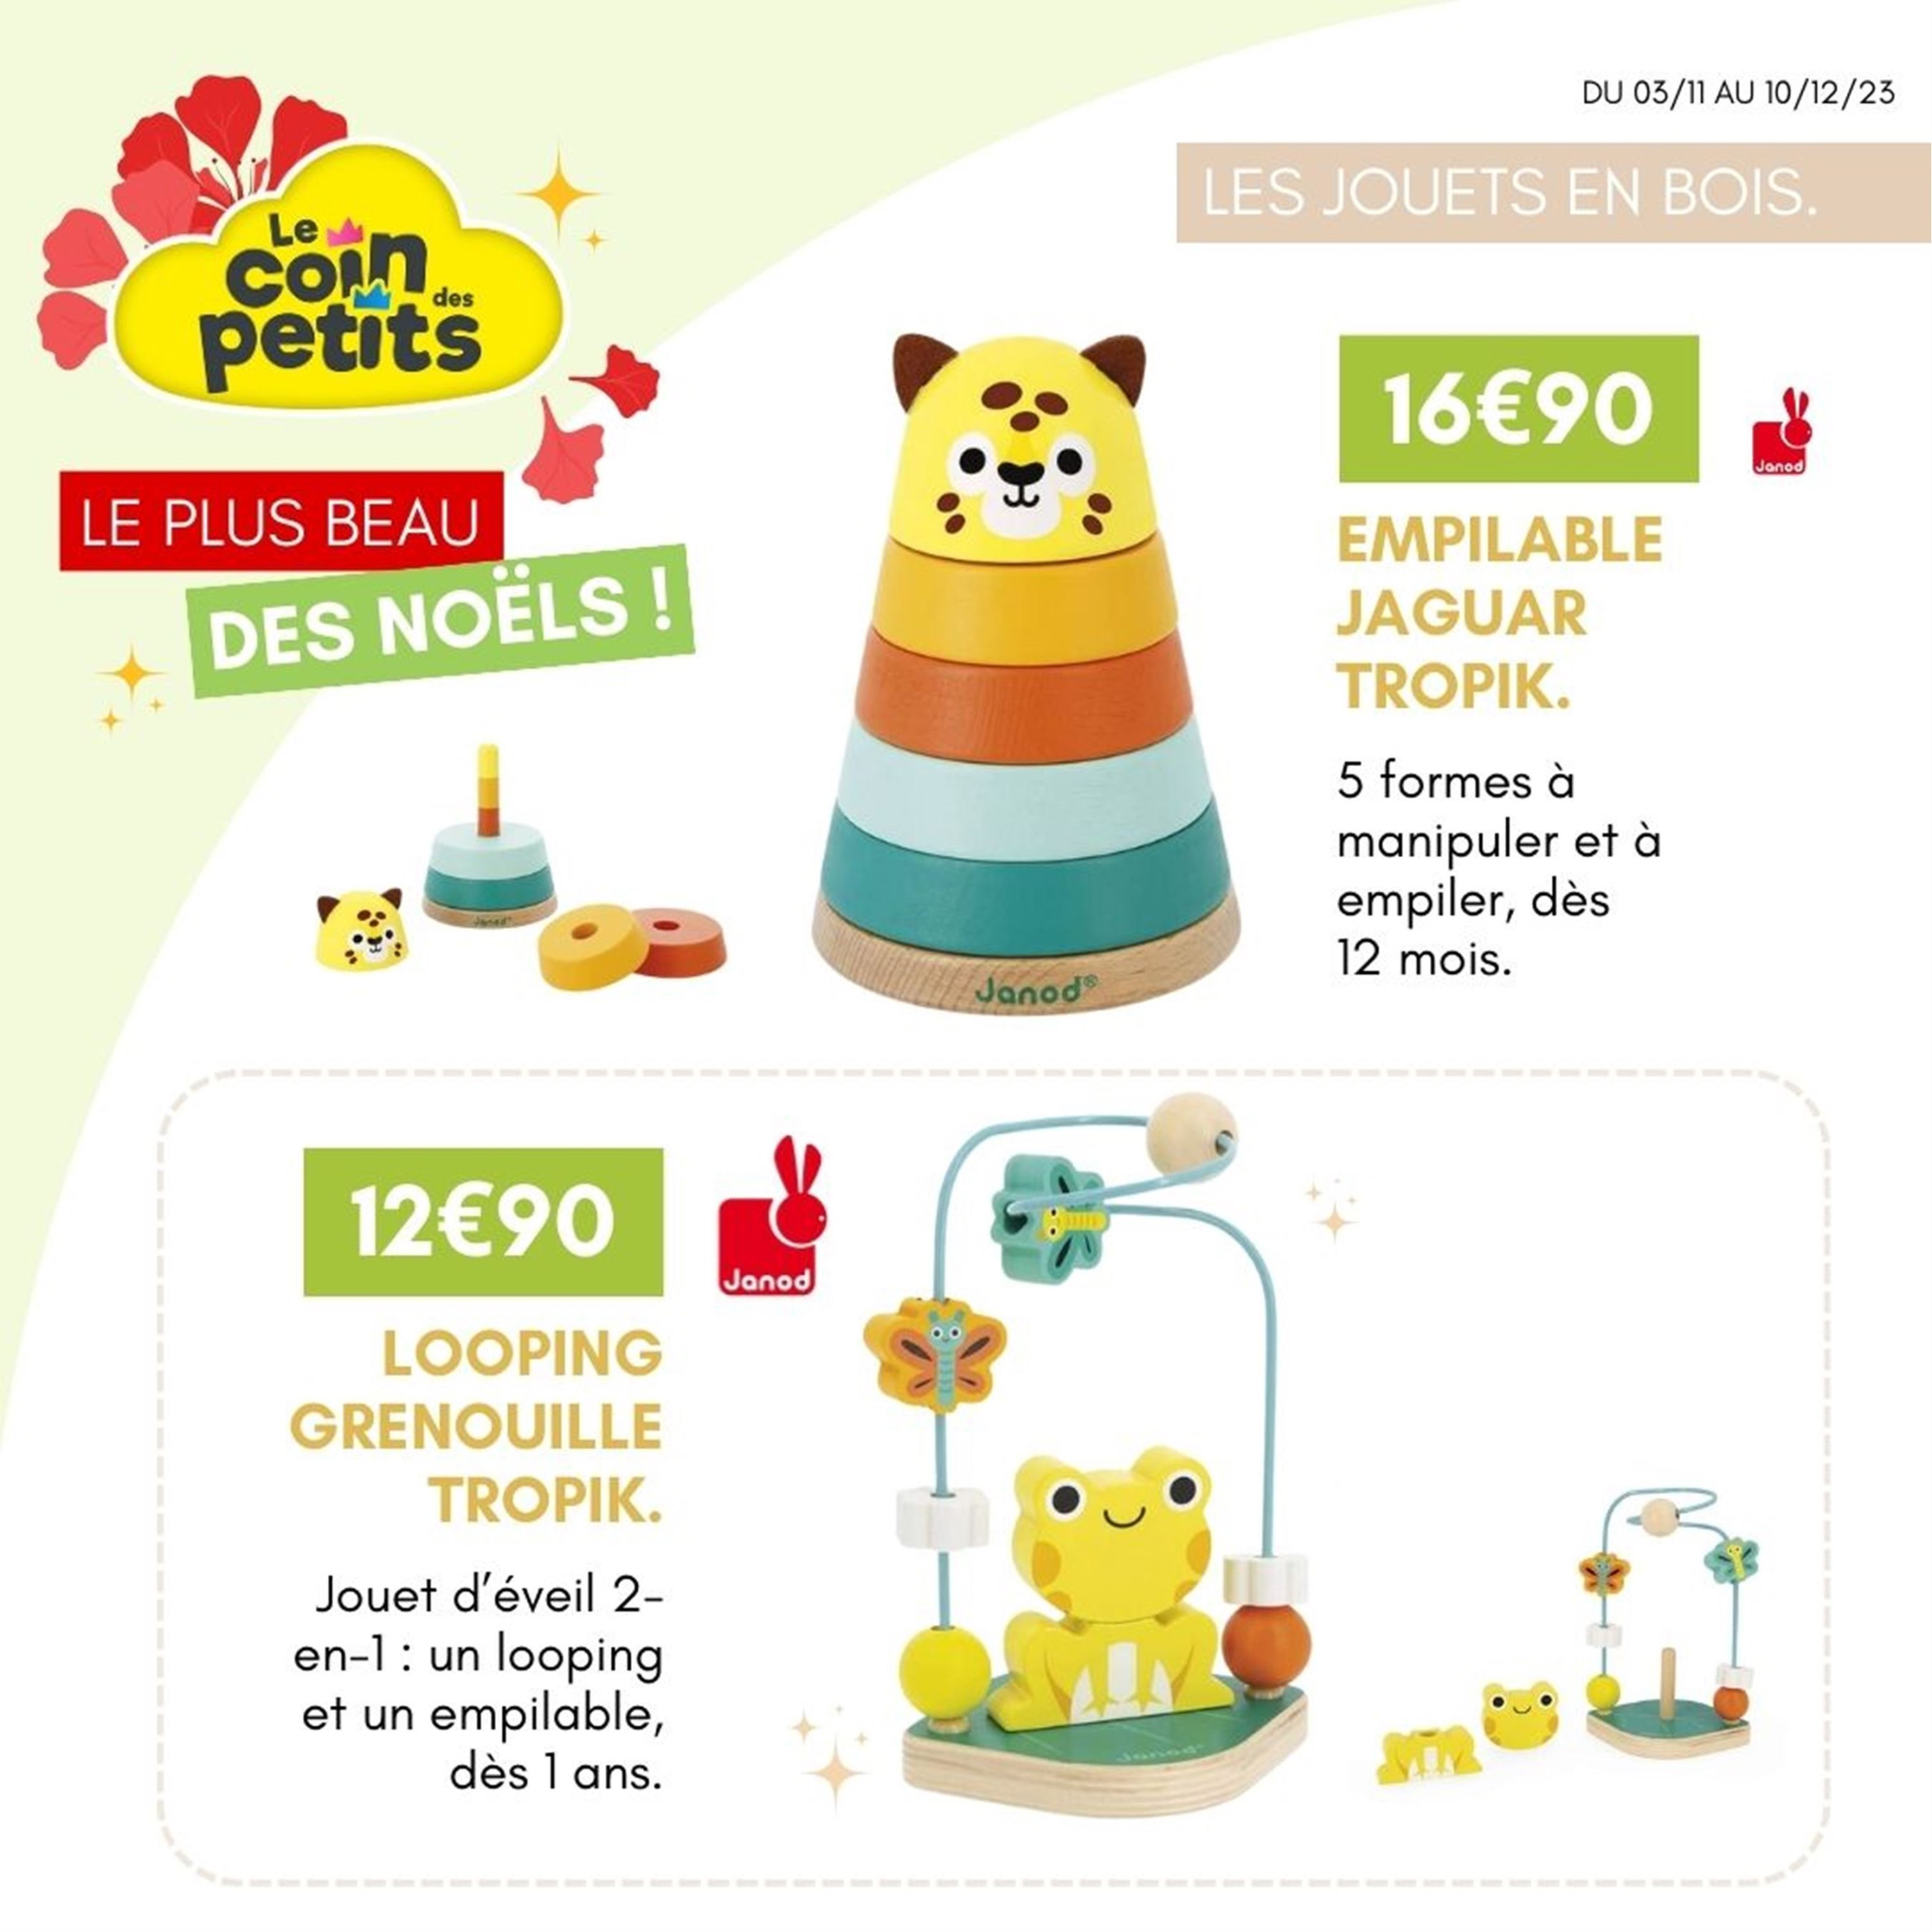 DU 03/11 AU 10/12/23
LES JOUETS EN BOIS.
Le
coin
des
petits
LE PLUS BEAU
DES NOËLS !
16€90
Janod
EMPILABLE
JAGUAR
TROPIK.
5 formes à
manipuler et à
empiler, dès
12 mois.
Janod
Janod®
12€90
Janod
LOOPING
GRENOUILLE
TROPIK.
Jouet d'éveil 2-
en-1 : un looping
et un empilable,
dès 1 ans.
Janod